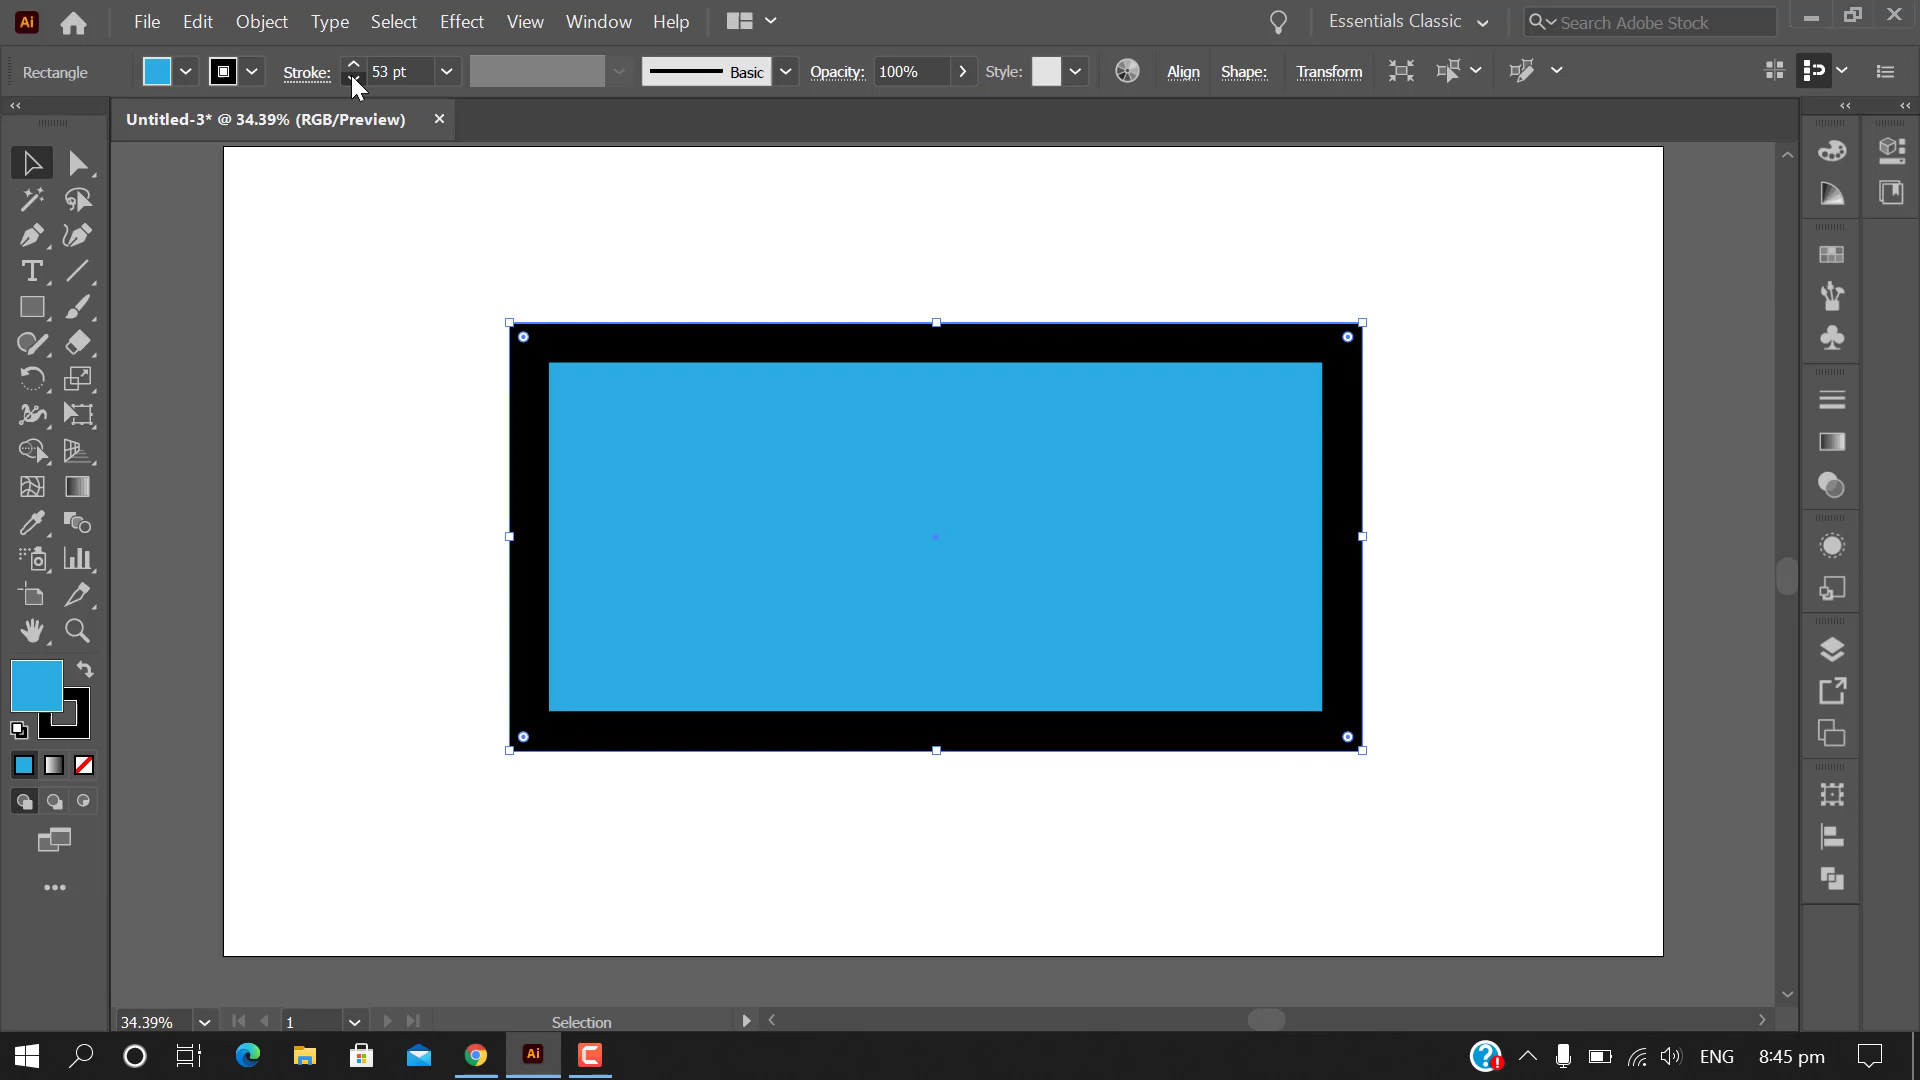 Ai File Edit Object Type Select Effect View Window Help Essentials Classic Search Adobe Stock
Rectangle Stroke: 53 pt Basic Opacity: 100% Style: Align Shape: Transform
Untitled-3* @ 34.39% (RGB/Preview)
T
34.39% 1 Selection
Ai ENG 8:45 pm